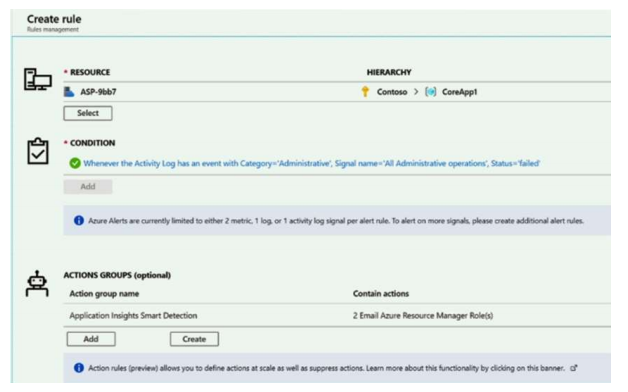 Create rule
Rules management
* RESOURCE HIERARCHY
ASP-9bb7 Contoso > CoreApp1
Select
* CONDITION
Whenever the Activity Log has an event with Category='Administrative', Signal name='All Administrative operations', Status='failed'
Add
Azure Alerts are currently limited to either 2 metric, 1 log, or 1 activity log signal per alert rule. To alert on more signals, please create additional alert rules.
ACTIONS GROUPS (optional)
Action group name Contain actions
Application Insights Smart Detection 2 Email Azure Resource Manager Role(s)
Add Create
Action rules (preview) allows you to define actions at scale as well as suppress actions. Learn more about this functionality by clicking on this banner.